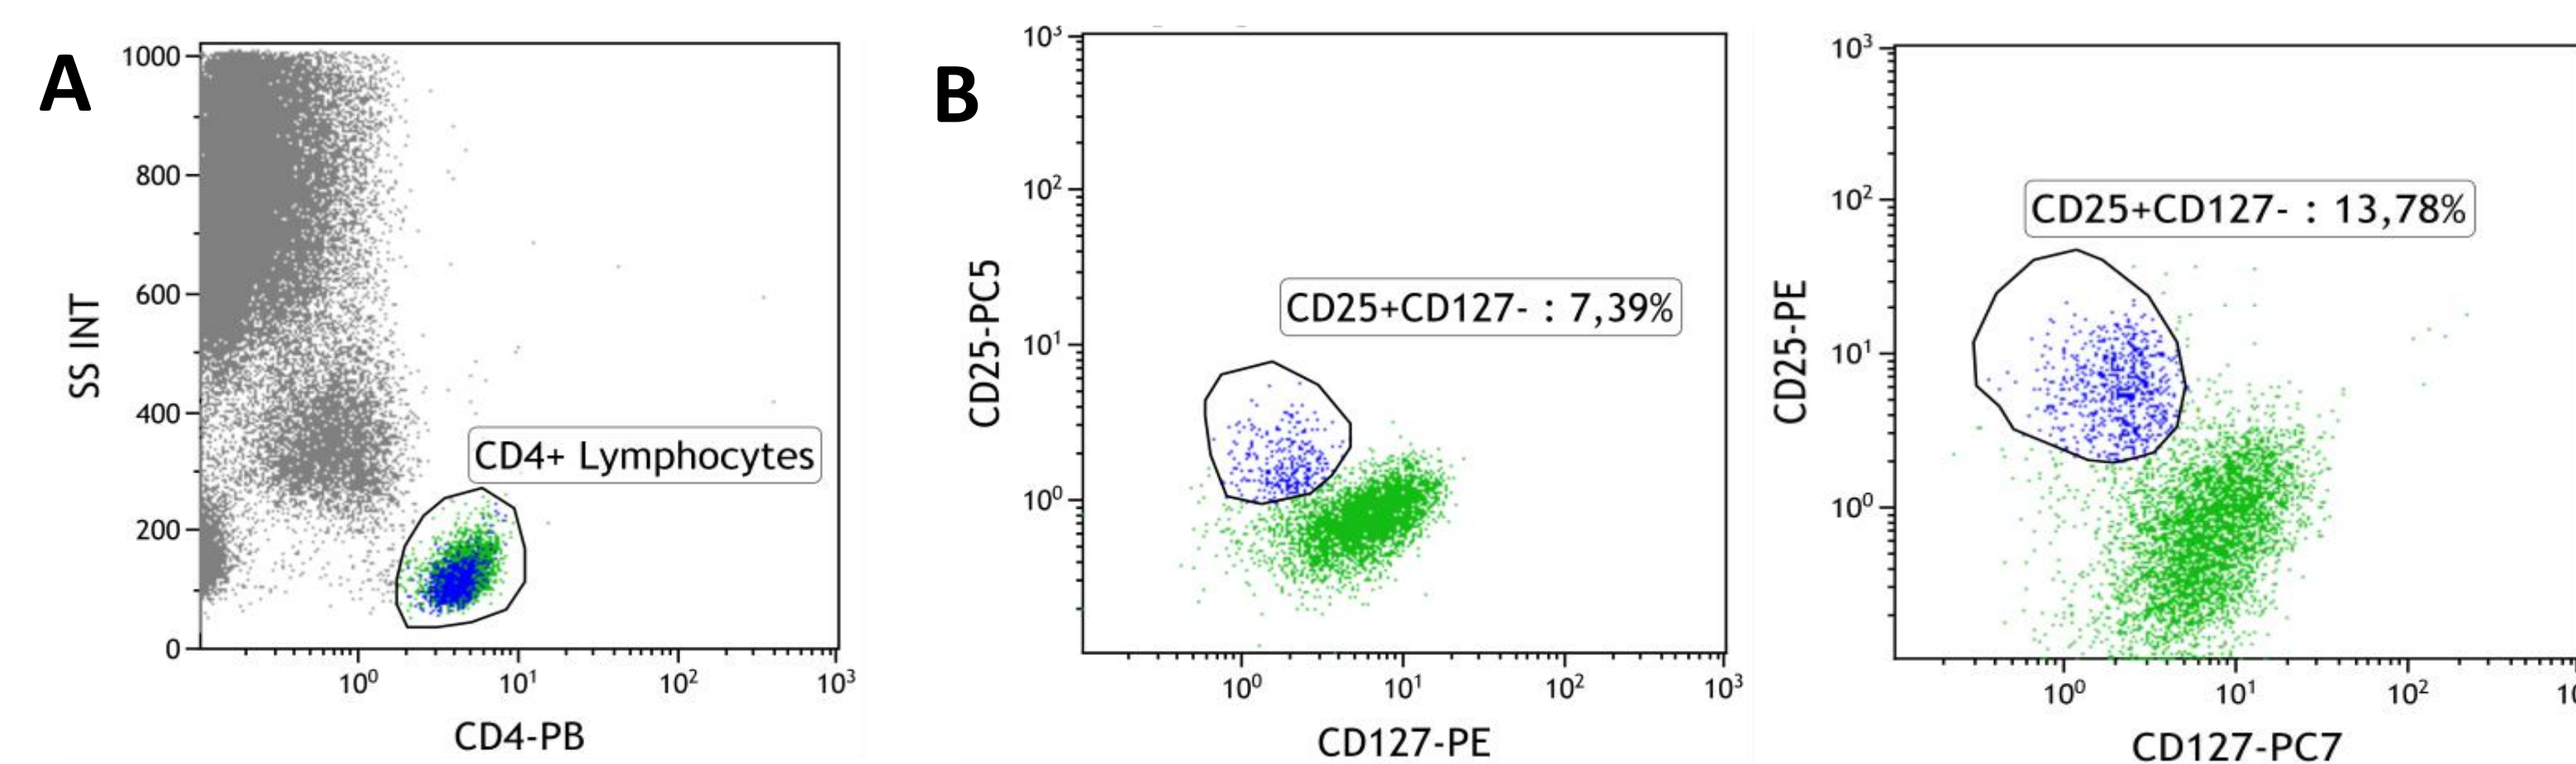 A
1000
800
600
400
200
0
SS INT
CD4+ Lymphocytes
10⁰ 10¹ 10² 10³
CD4-PB
B
10³
10²
10¹
10⁰
CD25-PC5
CD25+CD127- : 7,39%
10⁰ 10¹ 10² 10³
CD127-PE
10³
10²
10¹
10⁰
CD25-PE
CD25+CD127- : 13,78%
10⁰ 10¹ 10²
CD127-PC7